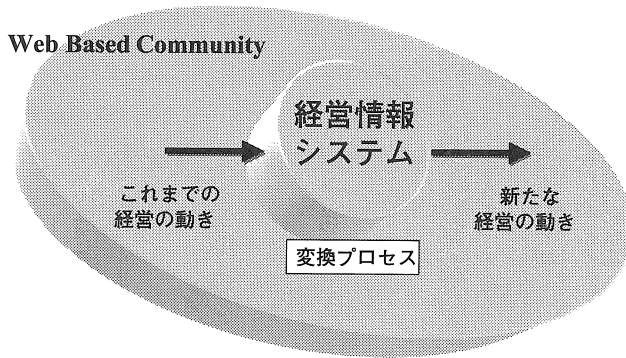 Web Based Community
経営情報
システム
これまでの
経営の動き
新たな
経営の動き
変換プロセス